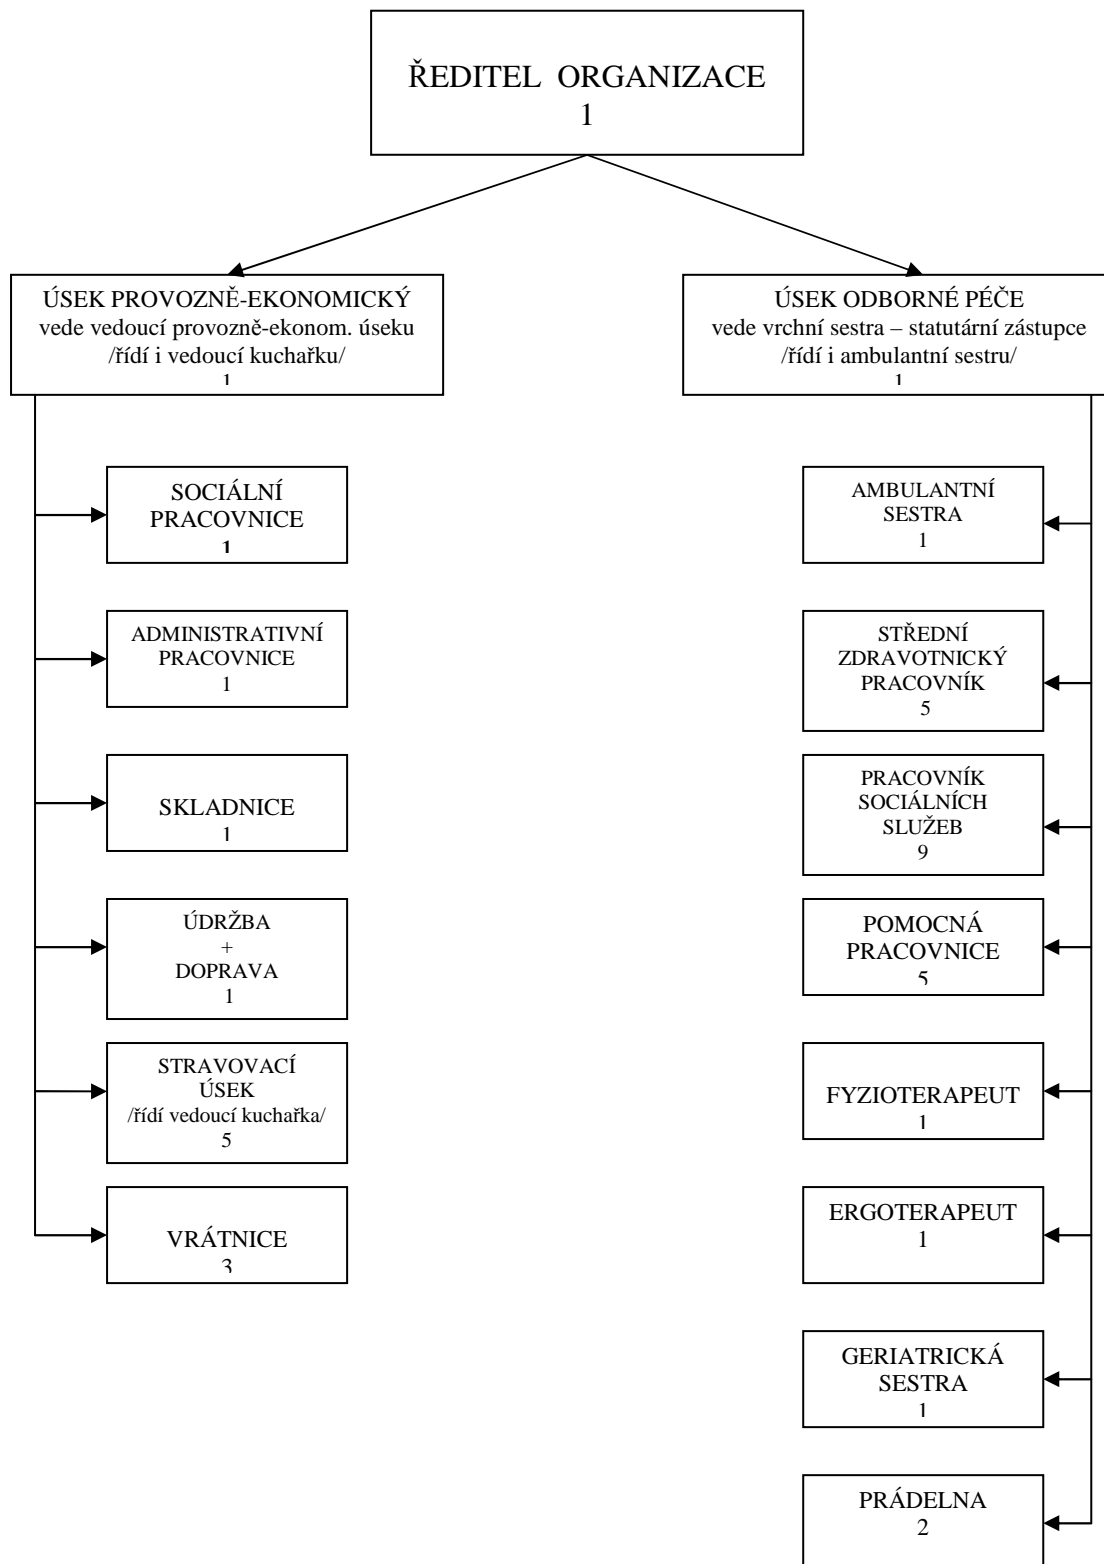 ŘEDITEL ORGANIZACE
1
ÚSEK PROVOZNĚ-EKONOMICKÝ
vede vedoucí provozně-ekonom. úseku
/řídí i vedoucí kuchařku/
1
SOCIÁLNÍ
PRACOVNICE
1
ADMINISTRATIVNÍ
PRACOVNICE
1
SKLADNICE
1
ÚDRŽBA
+
DOPRAVA
1
STRAVOVACÍ
ÚSEK
/řídí vedoucí kuchařka/
5
VRÁTNICE
3
ÚSEK ODBORNÉ PÉČE
vede vrchní sestra – statutární zástupce
/řídí i ambulantní sestru/
1
AMBULANTNÍ
SESTRA
1
STŘEDNÍ
ZDRAVOTNICKÝ
PRACOVNÍK
5
PRACOVNÍK
SOCIÁLNÍCH
SLUŽEB
9
POMOCNÁ
PRACOVNICE
5
FYZIOTERAPEUT
1
ERGOTERAPEUT
1
GERIATRICKÁ
SESTRA
1
PRÁDELNA
2